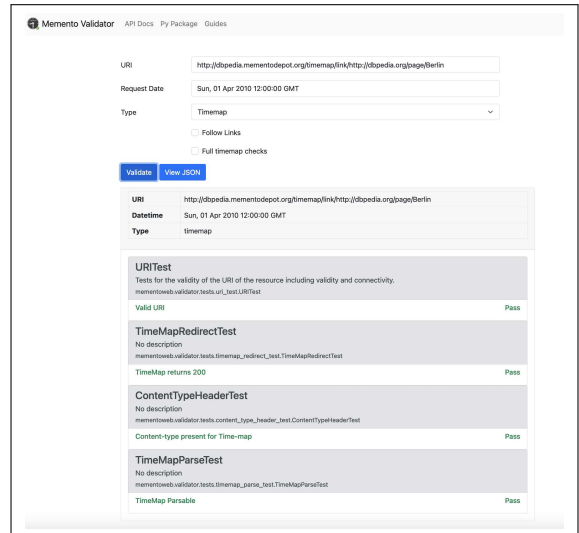 Memento Validator API Docs Py Package Guides
URI http://dbpedia.mementodepot.org/timemap/link/http://dbpedia.org/page/Berlin
Request Date Sun, 01 Apr 2010 12:00:00 GMT
Type Timemap
Follow Links
Full timemap checks
Validate View JSON
URI http://dbpedia.mementodepot.org/timemap/link/http://dbpedia.org/page/Berlin
Datetime Sun, 01 Apr 2010 12:00:00 GMT
Type timemap
URITest
Tests for the validity of the URI of the resource including validity and connectivity.
mementoweb.validator.tests.uri_test.URITest
Valid URI Pass
TimeMapRedirectTest
No description
mementoweb.validator.tests.timemap_redirect_test.TimeMapRedirectTest
TimeMap returns 200 Pass
ContentTypeHeaderTest
No description
mementoweb.validator.tests.content_type_header_test.ContentTypeHeaderTest
Content-type present for Time-map Pass
TimeMapParseTest
No description
mementoweb.validator.tests.timemap_parse_test.TimeMapParseTest
TimeMap Parsable Pass